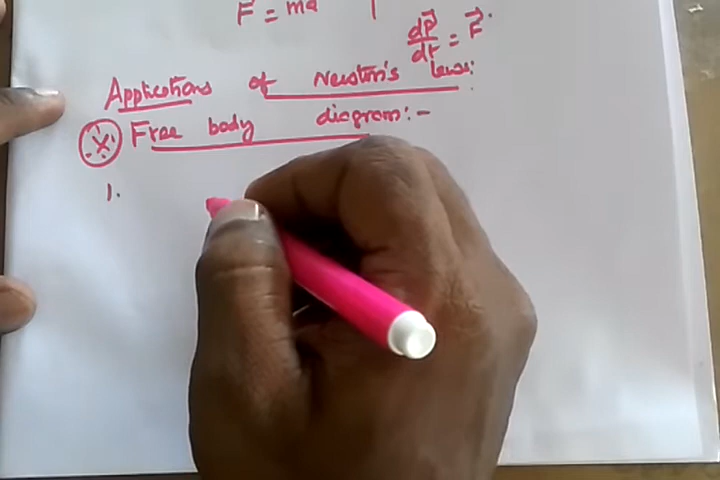 F = ma
dP⃗/dt = F⃗
Applications of Newton's laws:
Free body diagram:-
1.